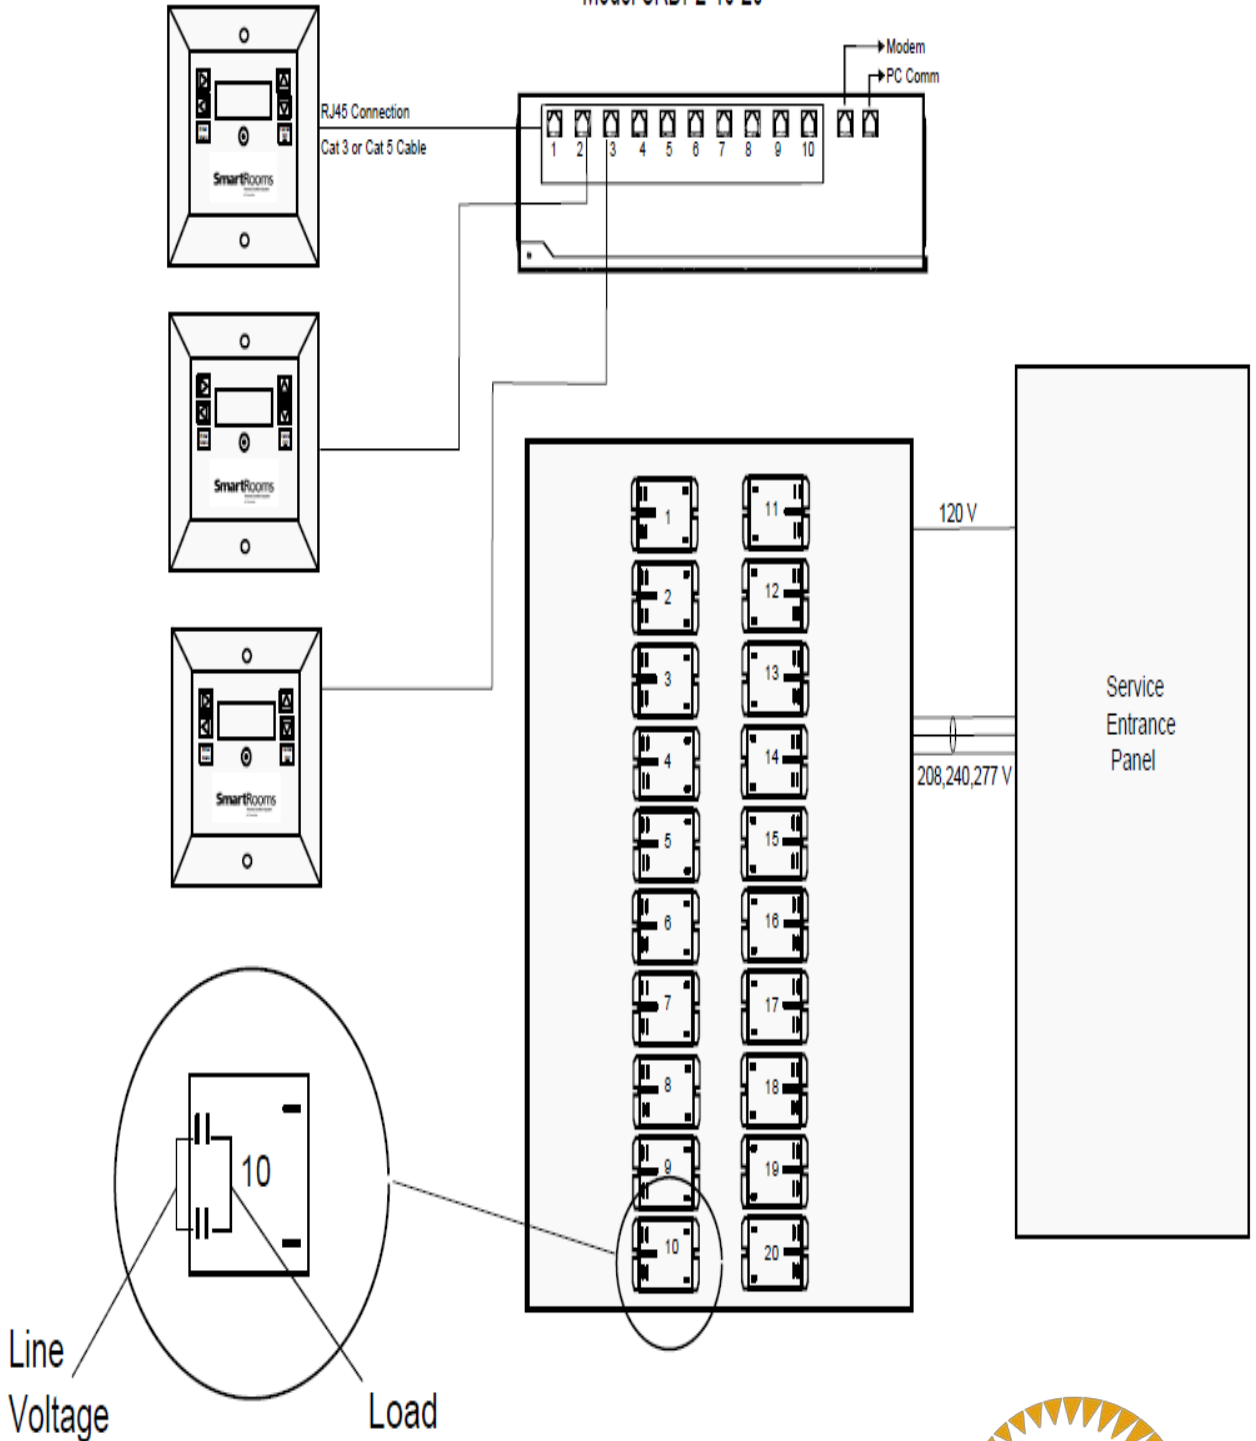 Modem
PC Comm
RJ45 Connection
Cat 3 or Cat 5 Cable
1 2 3 4 5 6 7 8 9 10
SmartRooms
SmartRooms
SmartRooms
1 11
2 12
3 13
4 14
5 15
6 16
7 17
8 18
9 19
10 20
120 V
208,240,277 V
Service
Entrance
Panel
10
Line
Voltage
Load